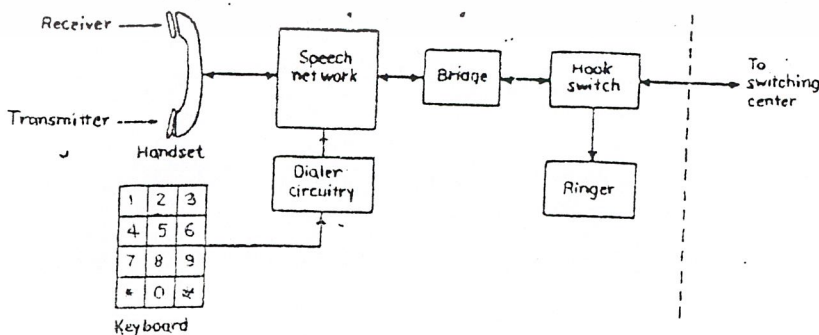 Receiver
Transmitter
Handset
Speech
network
Bridge
Hook
switch
To
switching
center
Dialer
circuitry
Ringer
1 2 3
4 5 6
7 8 9
* 0
Keyboard